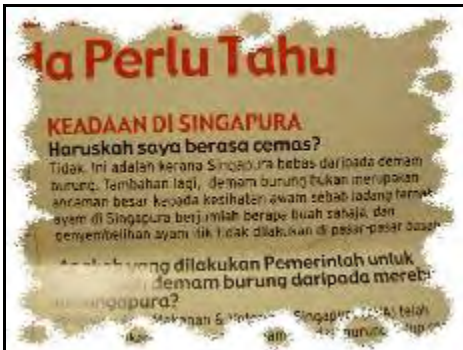 da Perlu Tahu
KEADAAN DI SINGAPURA
Haruskah saya berasa cemas?
Tidak. Ini adalah kerana Singapura bebas daripada demam
burung. Tambahan lagi, demam burung bukan merupakan
ancaman besar kepada kesihatan awam sebab ladang ternak
ayam di Singapura berjumlah berapa buah sahaja, dan
penyembelihan ayam itik tidak dilakukan di pasar-pasar basah
yang dilakukan Pemerintah untuk
demam burung daripada
Singapura?
Makanan & Singapura telah